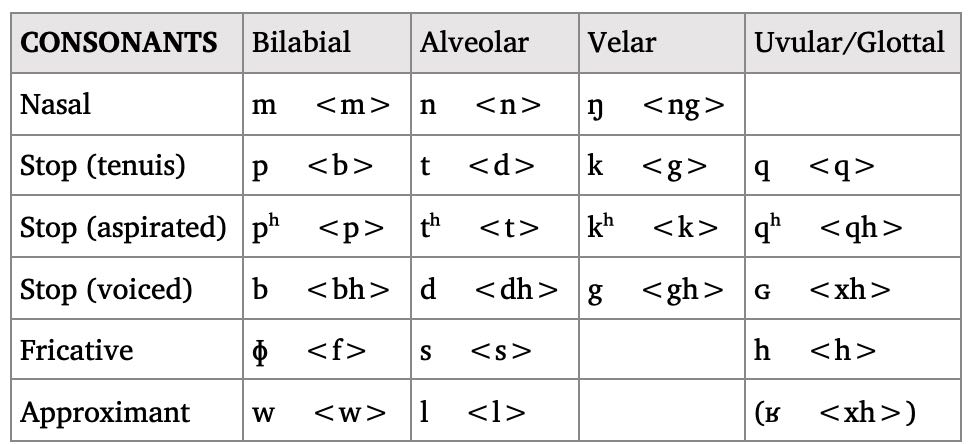 CONSONANTS Bilabial Alveolar Velar Uvular/Glottal
Nasal m <m> n <n> ŋ <ng>
Stop (tenuis) p <b> t <d> k <g> q <q>
Stop (aspirated) pʰ <p> tʰ <t> kʰ <k> qʰ <qh>
Stop (voiced) b <bh> d <dh> g <gh> ɢ <xh>
Fricative ɸ <f> s <s> h <h>
Approximant w <w> l <l> (ʁ <xh>)